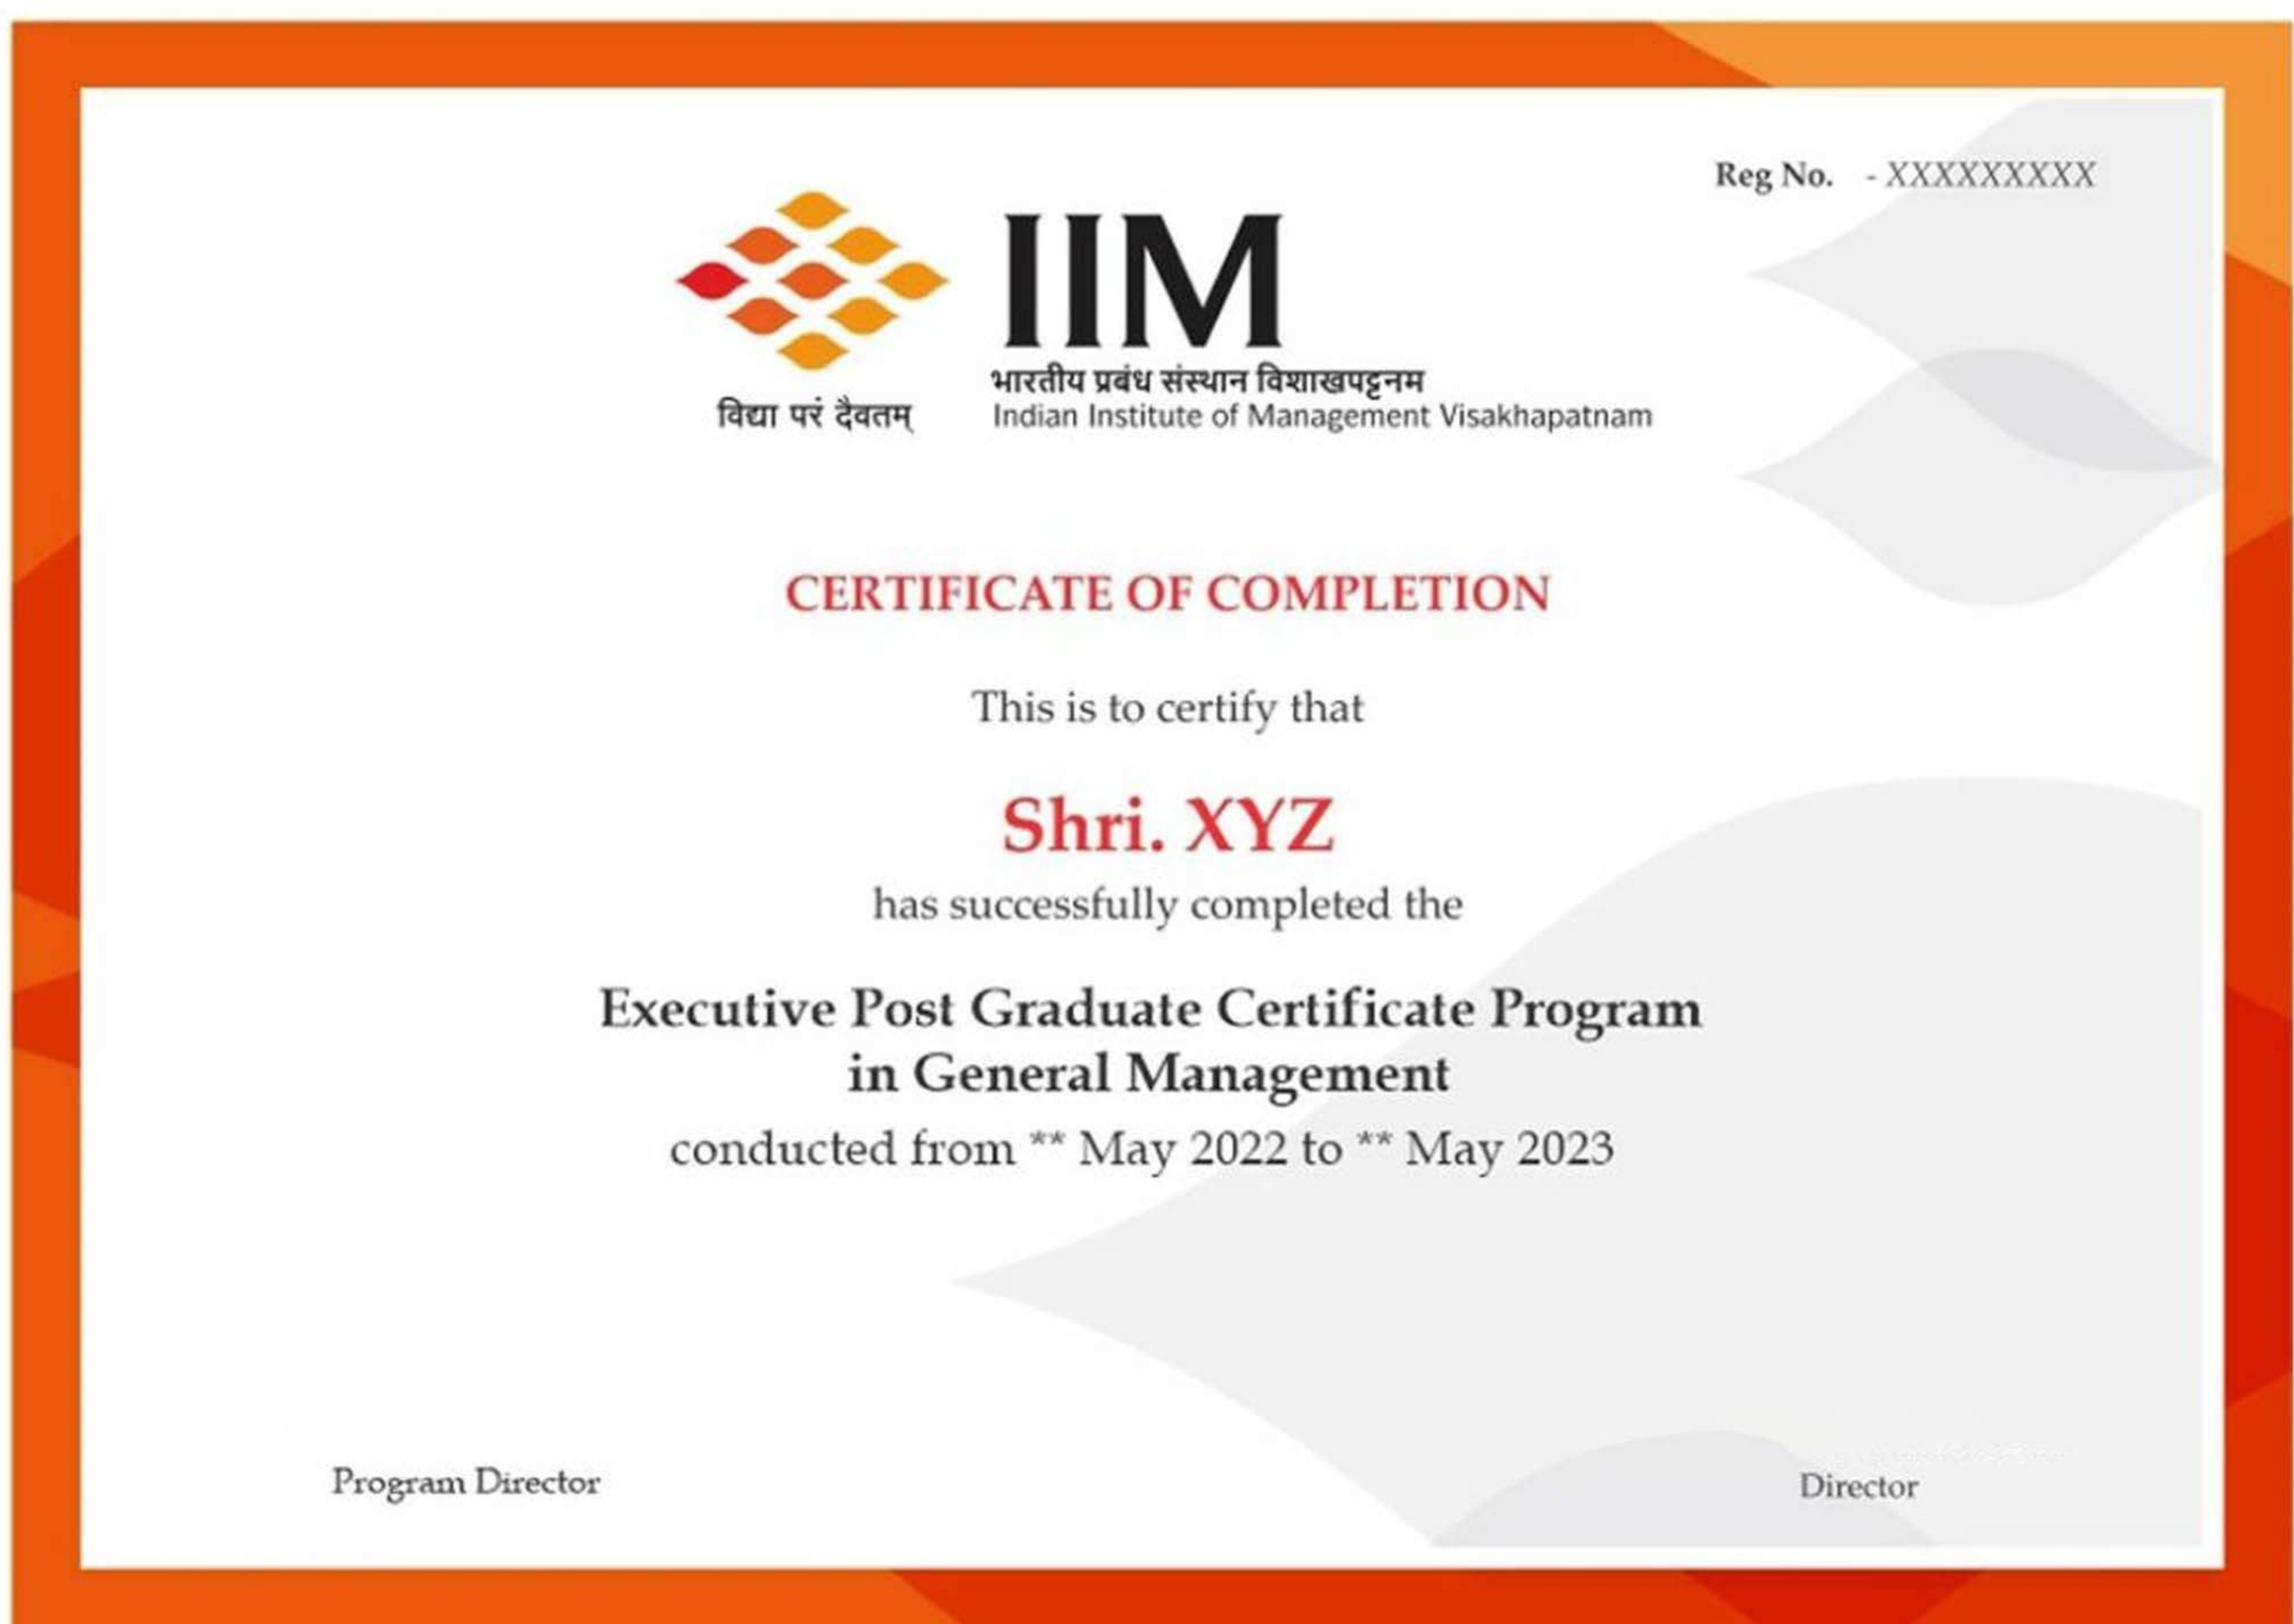 Reg No. - XXXXXXXXX
IIM
भारतीय प्रबंध संस्थान विशाखपट्टनम
विद्या परं दैवतम्
Indian Institute of Management Visakhapatnam
CERTIFICATE OF COMPLETION
This is to certify that
Shri. XYZ
has successfully completed the
Executive Post Graduate Certificate Program
in General Management
conducted from ** May 2022 to ** May 2023
Program Director
Director